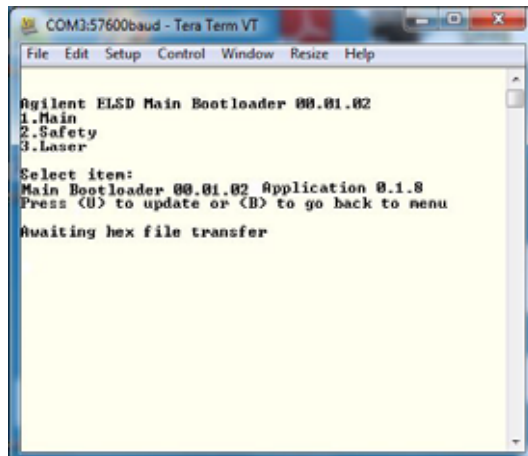 COM3:57600baud - Tera Term VT
File Edit Setup Control Window Resize Help
Agilent ELSD Main Bootloader 00.01.02
1.Main
2.Safety
3.Laser
Select item:
Main Bootloader 00.01.02 Application 0.1.8
Press (U) to update or (B) to go back to menu
Awaiting hex file transfer